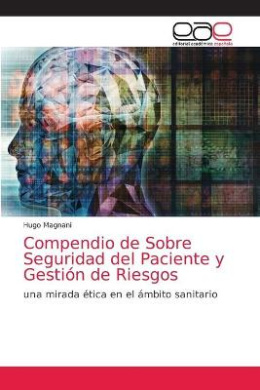 eae
editorial académica española
Hugo Magnani
Compendio de Sobre
Seguridad del Paciente y
Gestión de Riesgos
una mirada ética en el ámbito sanitario